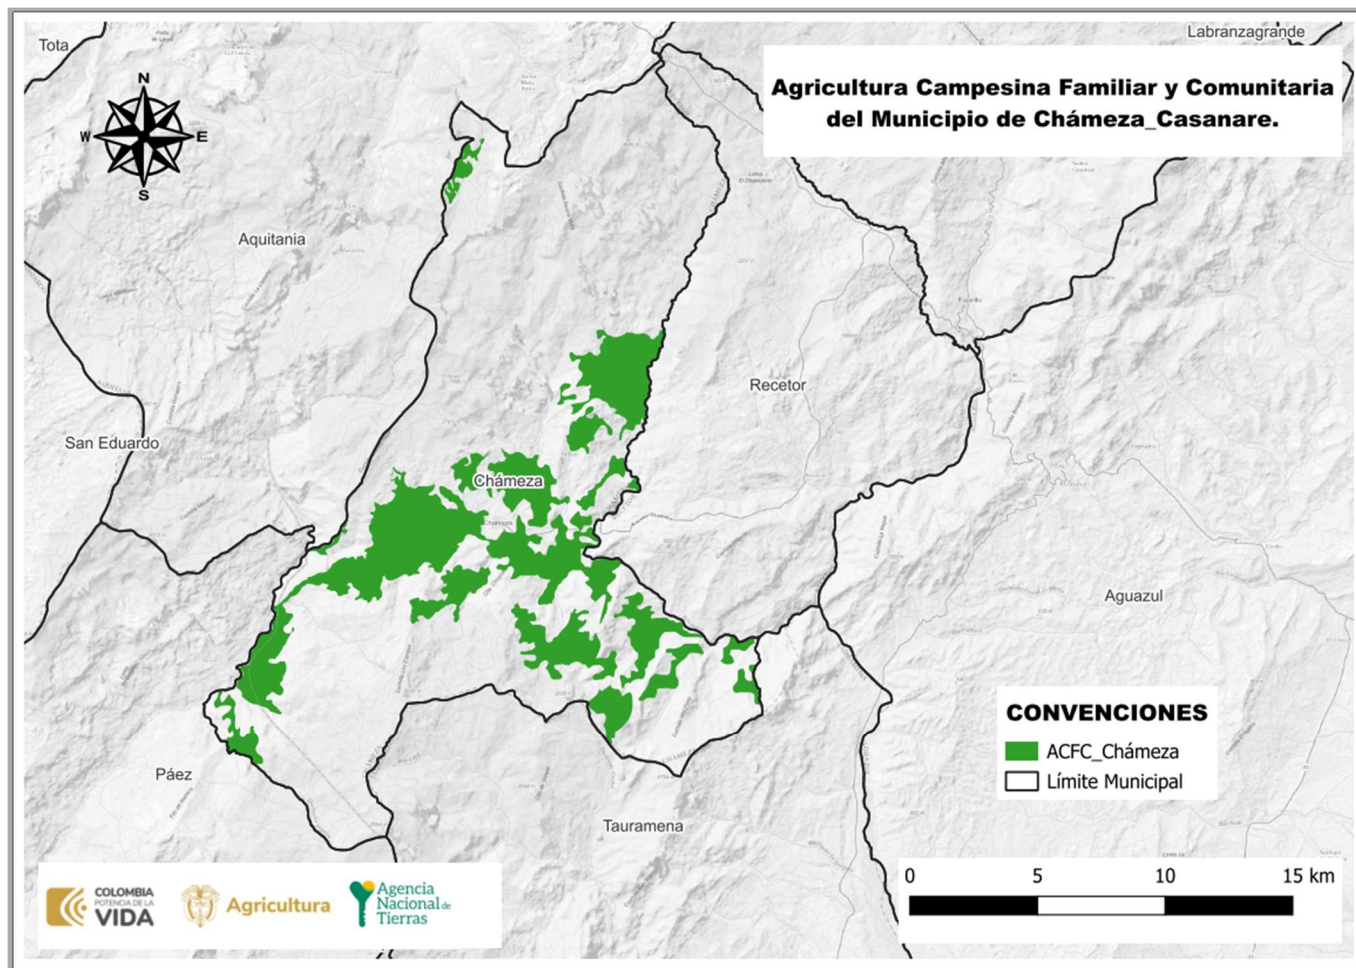 Tota
Labranzagrande
Agricultura Campesina Familiar y Comunitaria
del Municipio de Chámeza_Casanare.
N
W
E
S
Aquitania
Recetor
San Eduardo
Chámeza
Chámeza
Aguazul
CONVENCIONES
ACFC_Chámeza
Límite Municipal
Páez
Tauramena
COLOMBIA
POTENCIA DE LA
VIDA
Agricultura
Agencia
Nacional de
Tierras
0
5
10
15 km